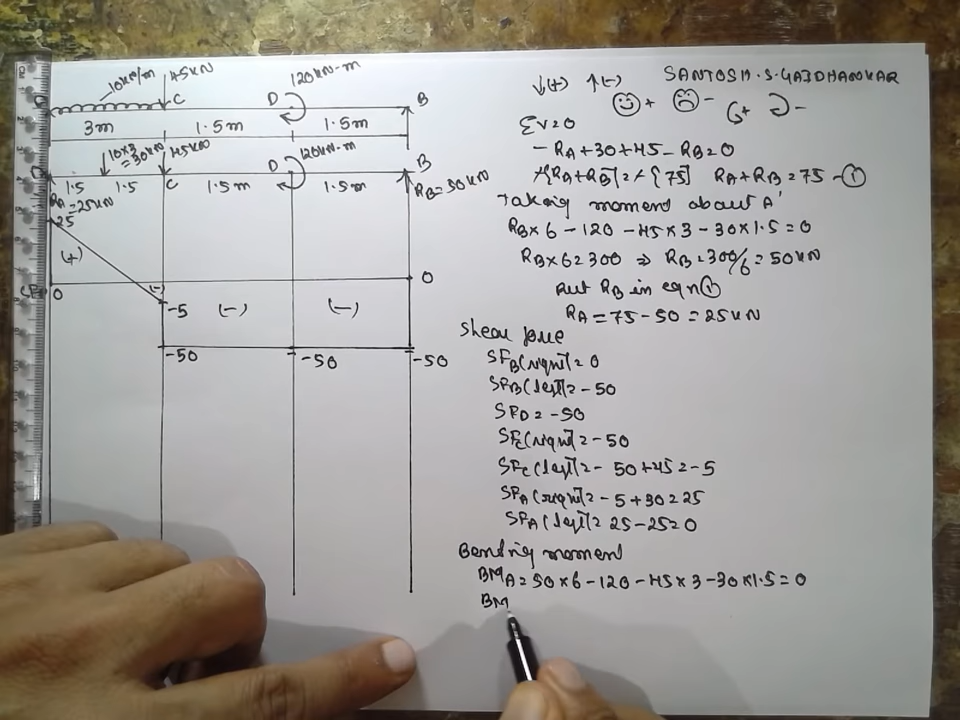 10kN/m 45kN 120kN-m
C D B
3m 1.5m 1.5m
10×3=30kN 45kN 120kN-m
D B
1.5 1.5 C 1.5m 1.5m
RA=25kN RB=50kN
25
(+)
0 (-) 0
-5 (-) (-)
-50 -50 -50
↓(+) ↑(-) SANTOSH.S.GAIDHANKAR
+ - + -
ΣV=0
-RA+30+45-RB=0
-[RA+RB]=-[75] RA+RB=75-①
Taking moment about A'
RB×6-120-45×3-30×1.5=0
RB×6=300 ⇒ RB=300/6=50kN
put RB in eqn①
RA=75-50=25kN
Shear force
SFB(right)=0
SFB(left)=-50
SFD=-50
SFC(right)=-50
SFC(left)=-50+45=-5
SFA(right)=-5+30=25
SFA(left)=25-25=0
Bending moment
BMA=50×6-120-45×3-30×1.5=0
BM